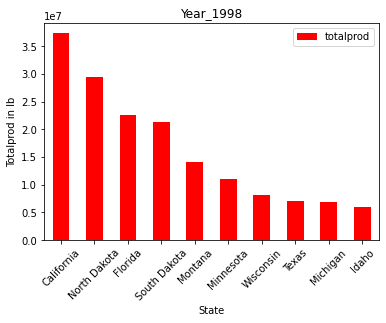 Year_1998
1e7
totalprod
Totalprod in lb
3.5
3.0
2.5
2.0
1.5
1.0
0.5
0.0
California
North Dakota
Florida
South Dakota
Montana
Minnesota
Wisconsin
Texas
Michigan
Idaho
State